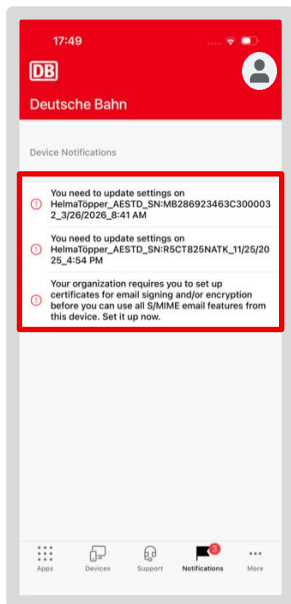 17:49
DB
Deutsche Bahn
Device Notifications
You need to update settings on
HelmaTöpper_AESTD_SN:MB286923463C300003
2_3/26/2026_8:41 AM
You need to update settings on
HelmaTöpper_AESTD_SN:R5CT825NATK_11/25/20
25_4:54 PM
Your organization requires you to set up
certificates for email signing and/or encryption
before you can use all S/MIME email features from
this device. Set it up now.
3
Apps Devices Support Notifications More